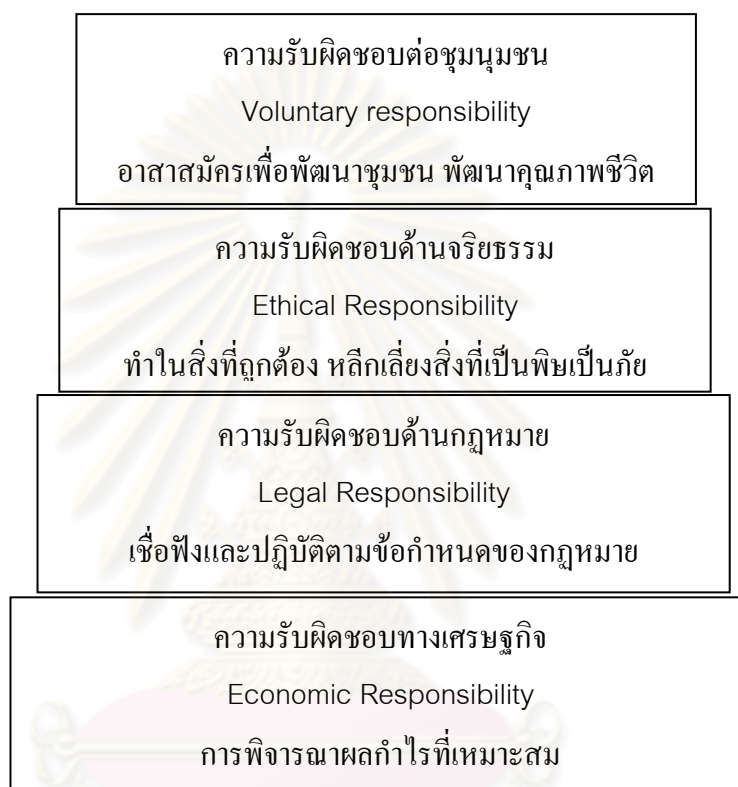 ความรับผิดชอบต่อชุมนุมชน
Voluntary responsibility
อาสาสมัครเพื่อพัฒนาชุมชน พัฒนาคุณภาพชีวิต
ความรับผิดชอบด้านจริยธรรม
Ethical Responsibility
ทำในสิ่งที่ถูกต้อง หลีกเลี่ยงสิ่งที่เป็นพิษเป็นภัย
ความรับผิดชอบด้านกฎหมาย
Legal Responsibility
เชื่อฟังและปฏิบัติตามข้อกำหนดของกฎหมาย
ความรับผิดชอบทางเศรษฐกิจ
Economic Responsibility
การพิจารณาผลกำไรที่เหมาะสม